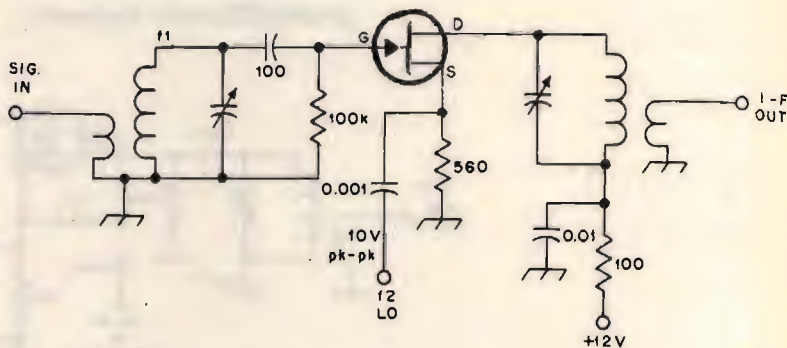 f1
SIG.
IN
100
100k
G
D
S
0.001
560
10V
pk-pk
f2
LO
I-F
OUT
0.01
100
+12V